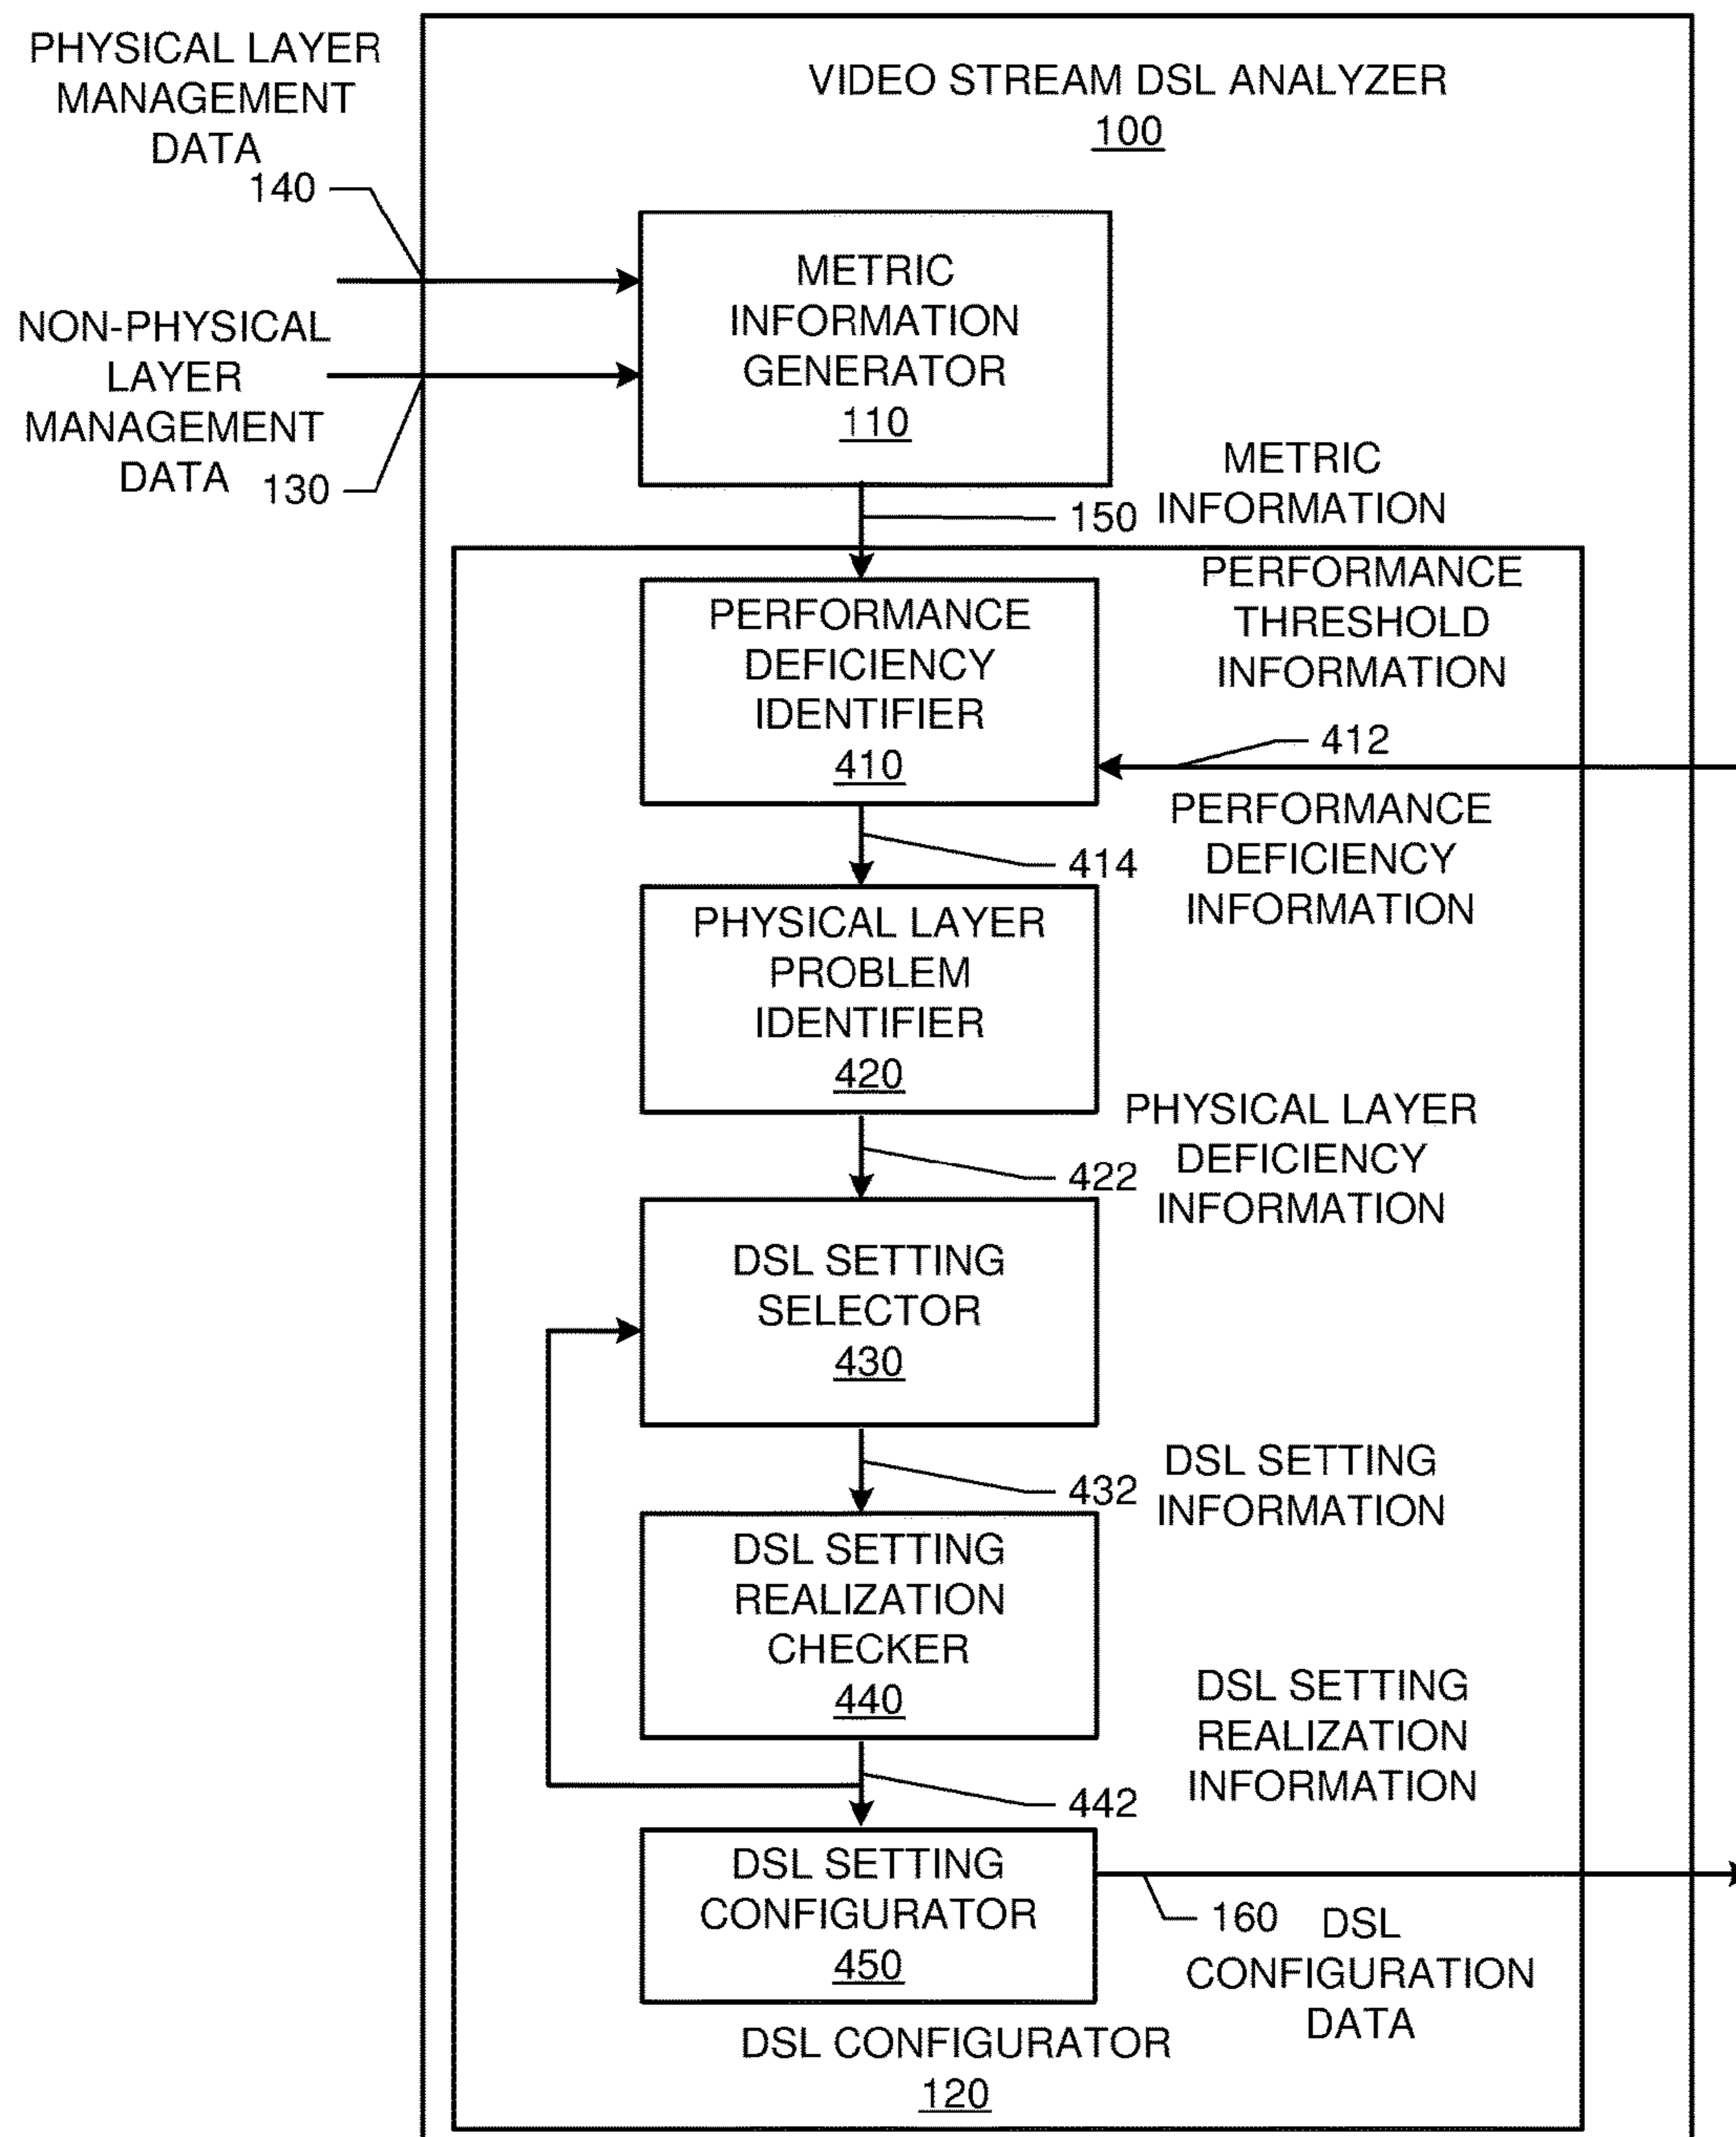 PHYSICAL LAYER
MANAGEMENT
DATA
140
VIDEO STREAM DSL ANALYZER
100
NON-PHYSICAL
LAYER
MANAGEMENT
DATA
130
METRIC
INFORMATION
GENERATOR
110
METRIC
INFORMATION
150
PERFORMANCE
DEFICIENCY
IDENTIFIER
410
PERFORMANCE
THRESHOLD
INFORMATION
412
PERFORMANCE
DEFICIENCY
INFORMATION
414
PHYSICAL LAYER
PROBLEM
IDENTIFIER
420
PHYSICAL LAYER
DEFICIENCY
INFORMATION
422
DSL SETTING
SELECTOR
430
DSL SETTING
INFORMATION
432
DSL SETTING
REALIZATION
CHECKER
440
DSL SETTING
REALIZATION
INFORMATION
442
DSL SETTING
CONFIGURATOR
450
160
DSL
CONFIGURATION
DATA
DSL CONFIGURATOR
120